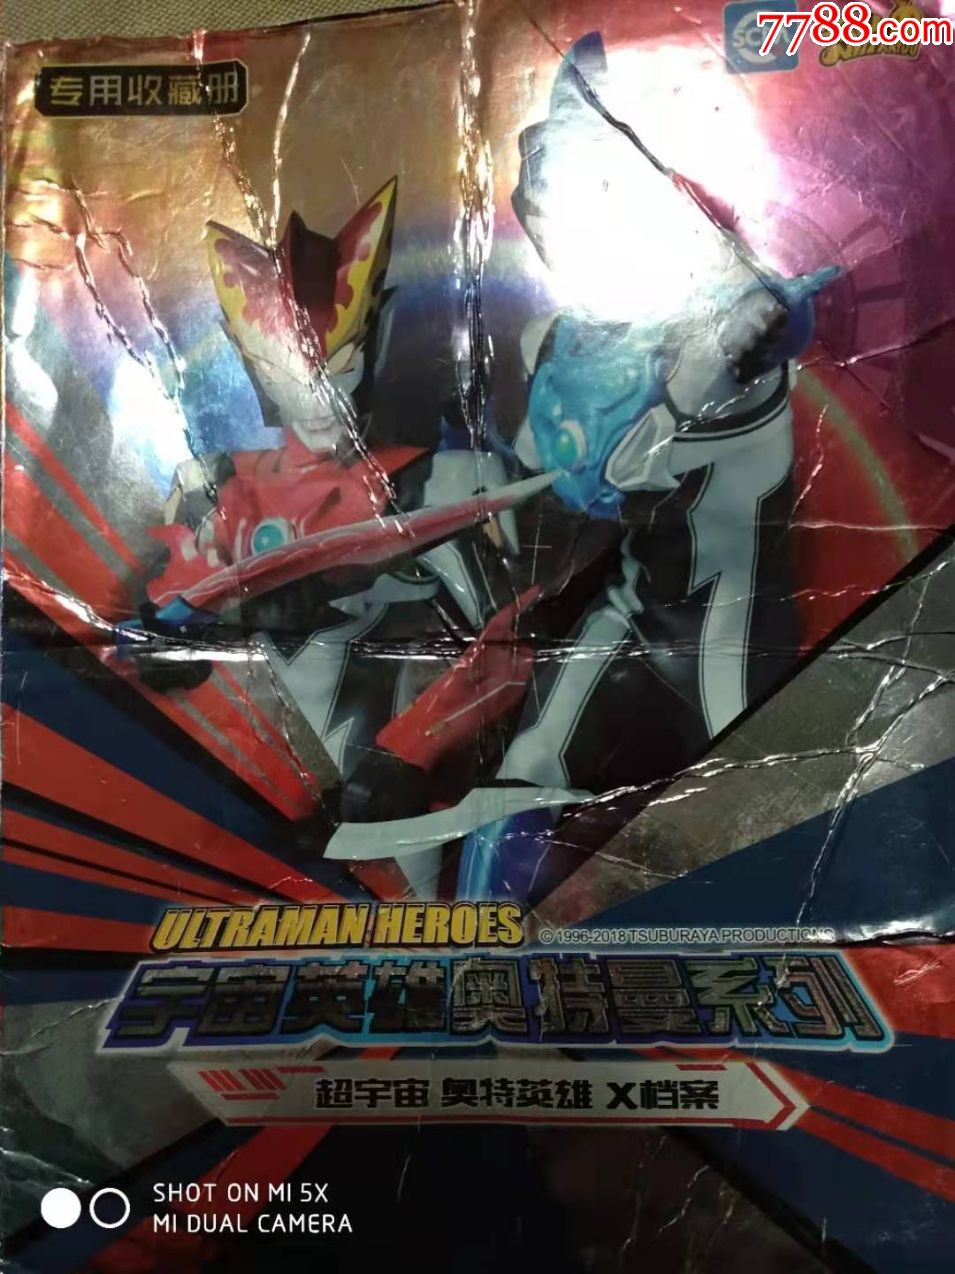 7788.com
SCLA
专用收藏册
ULTRAMAN HEROES
© 1996-2018 TSUBURAYA PRODUCTIONS
宇宙英雄奥特曼系列
超宇宙 奥特英雄 X档案
SHOT ON MI 5X
MI DUAL CAMERA